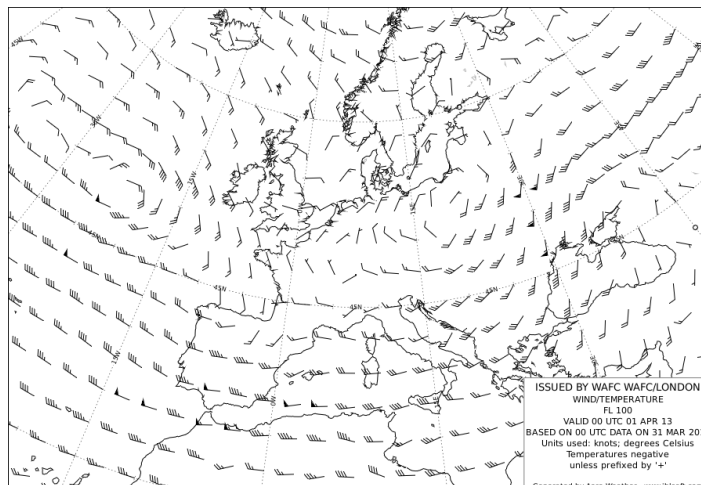 45N
45N
45N
ISSUED BY WAFC WAFC/LONDON
WIND/TEMPERATURE
FL 100
VALID 00 UTC 01 APR 13
BASED ON 00 UTC DATA ON 31 MAR 20
Units used: knots; degrees Celsius
Temperatures negative
unless prefixed by '+'